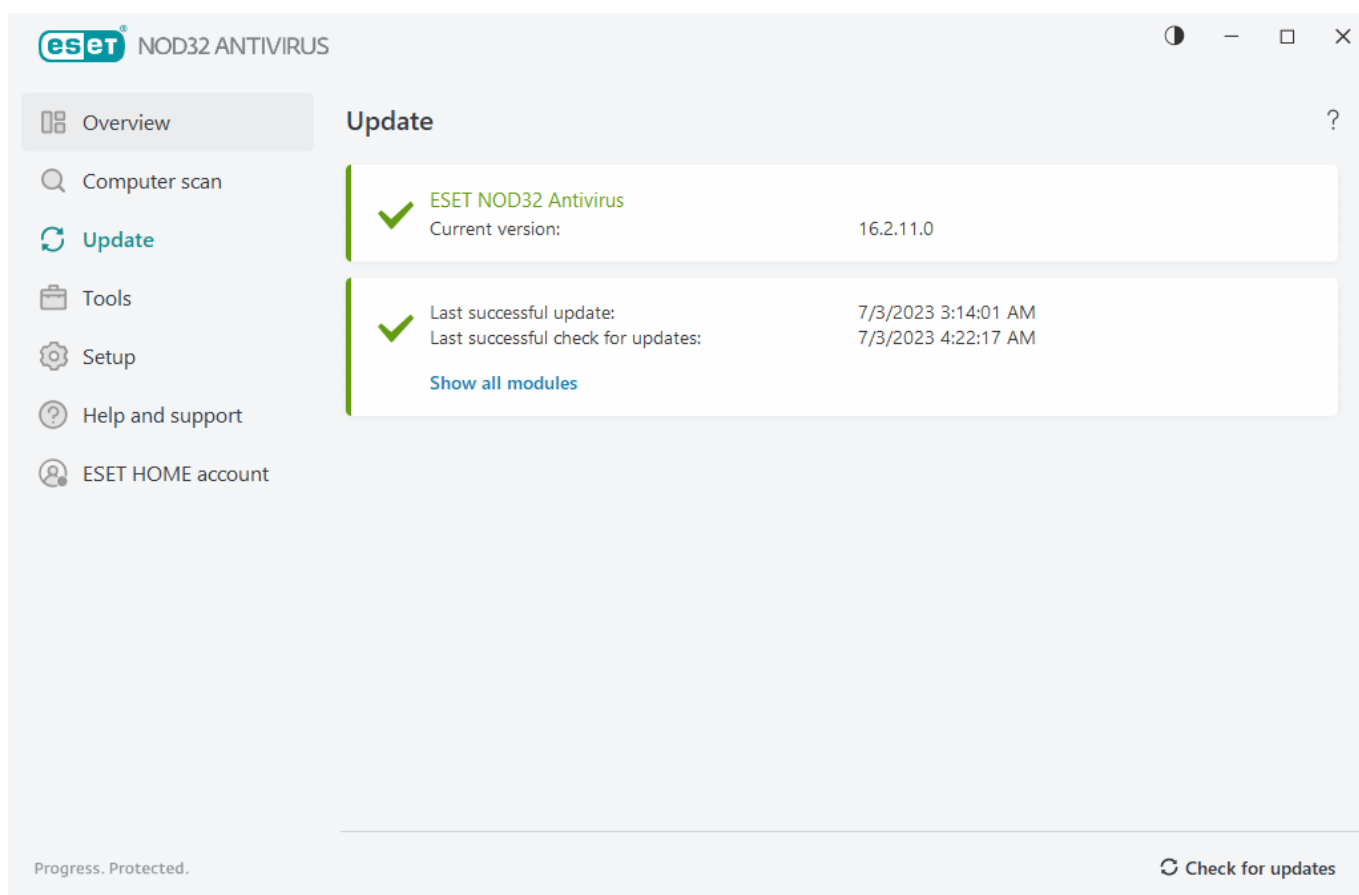 eseT® NOD32 ANTIVIRUS
Overview
Computer scan
Update
Tools
Setup
Help and support
ESET HOME account
Update
?
ESET NOD32 Antivirus
Current version: 16.2.11.0
Last successful update: 7/3/2023 3:14:01 AM
Last successful check for updates: 7/3/2023 4:22:17 AM
Show all modules
Progress. Protected.
Check for updates